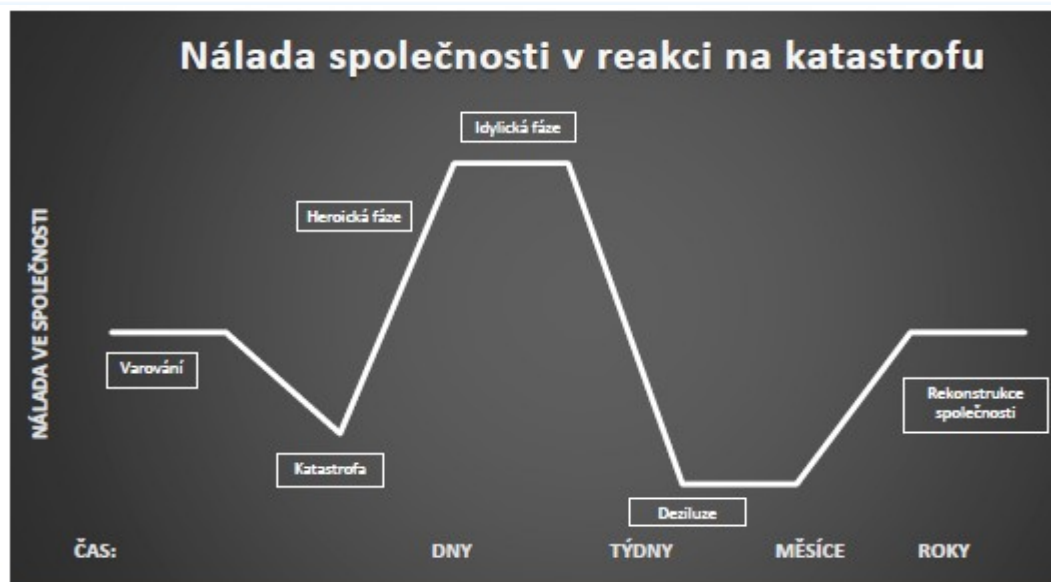 Nálada společnosti v reakci na katastrofu
Idylická fáze
Heroická fáze
NÁLADA VE SPOLEČNOSTI
Varování
Rekonstrukce
společnosti
Katastrofa
Deziluze
ČAS:
DNY
TÝDNY
MĚSÍCE
ROKY